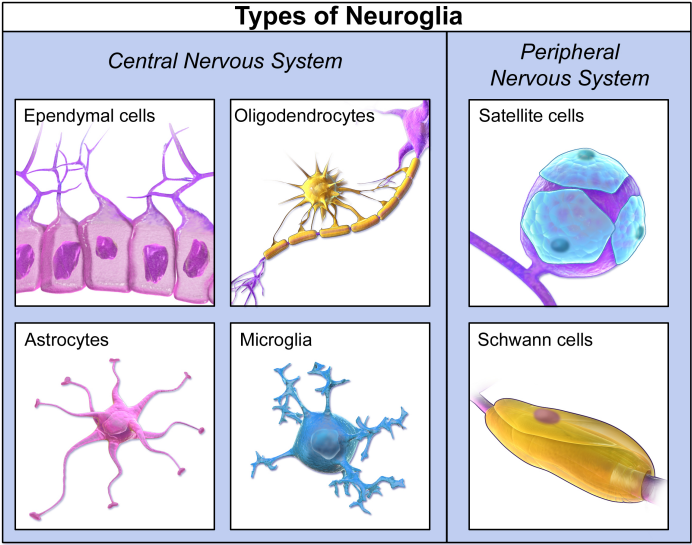 Types of Neuroglia
Central Nervous System
Peripheral
Nervous System
Ependymal cells
Oligodendrocytes
Satellite cells
Astrocytes
Microglia
Schwann cells